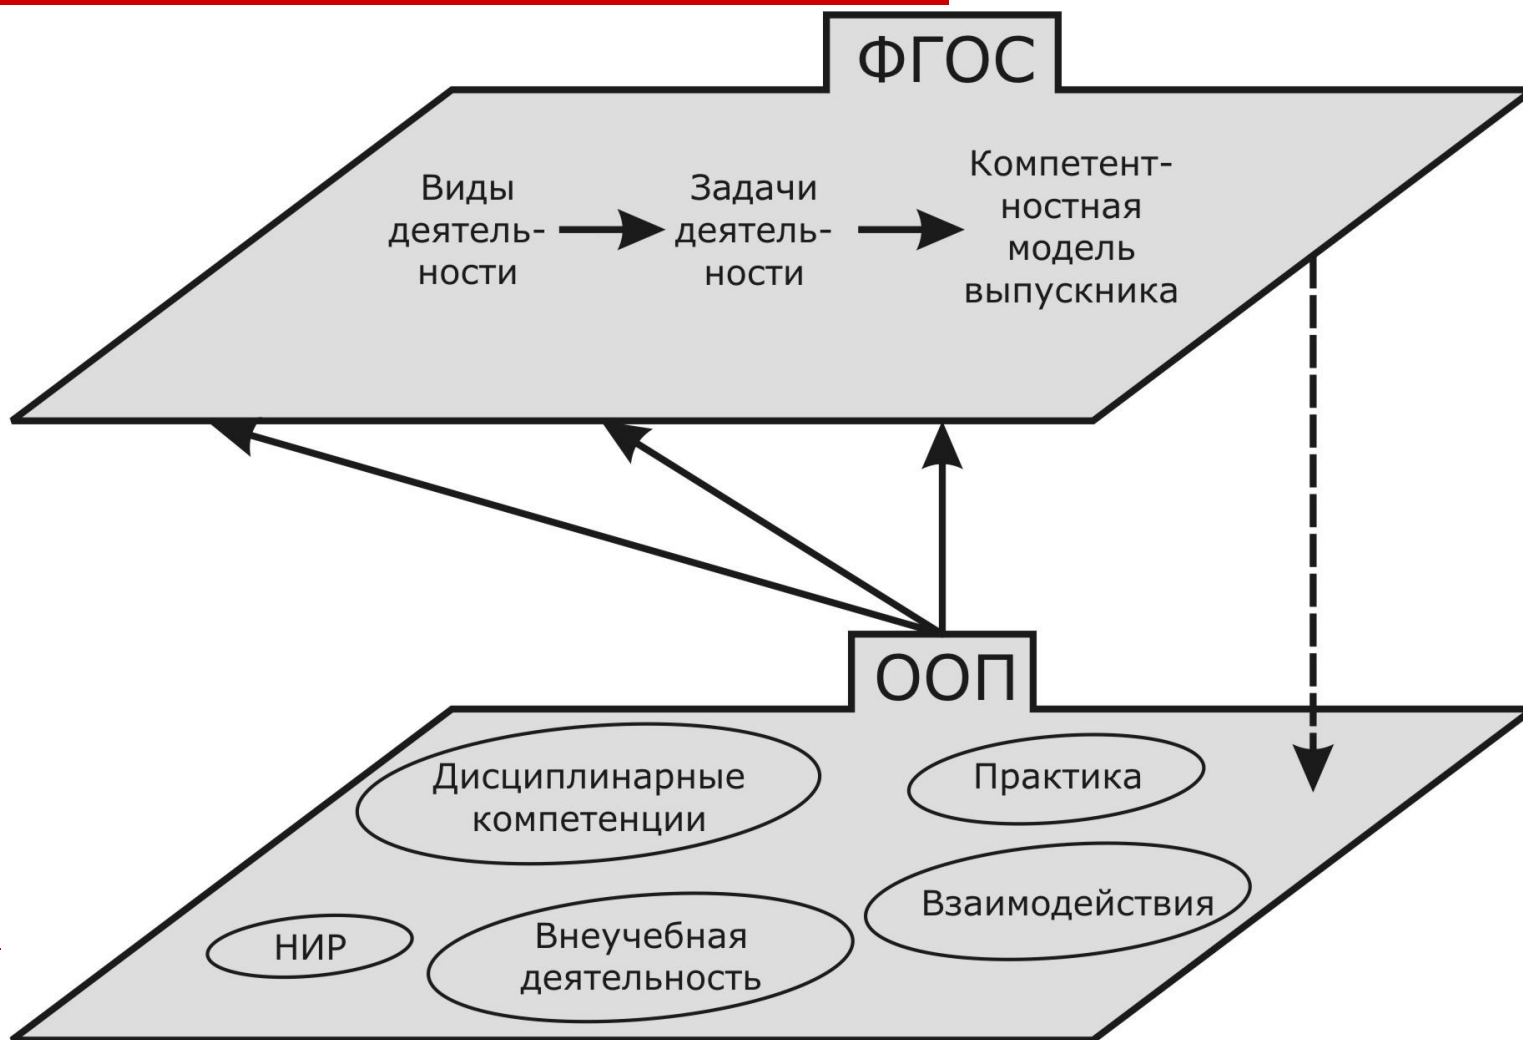 ФГОС
Виды
деятель-
ности
Задачи
деятель-
ности
Компетент-
ностная
модель
выпускника
ООП
Дисциплинарные
компетенции
Практика
Взаимодействия
НИР
Внеучебная
деятельность